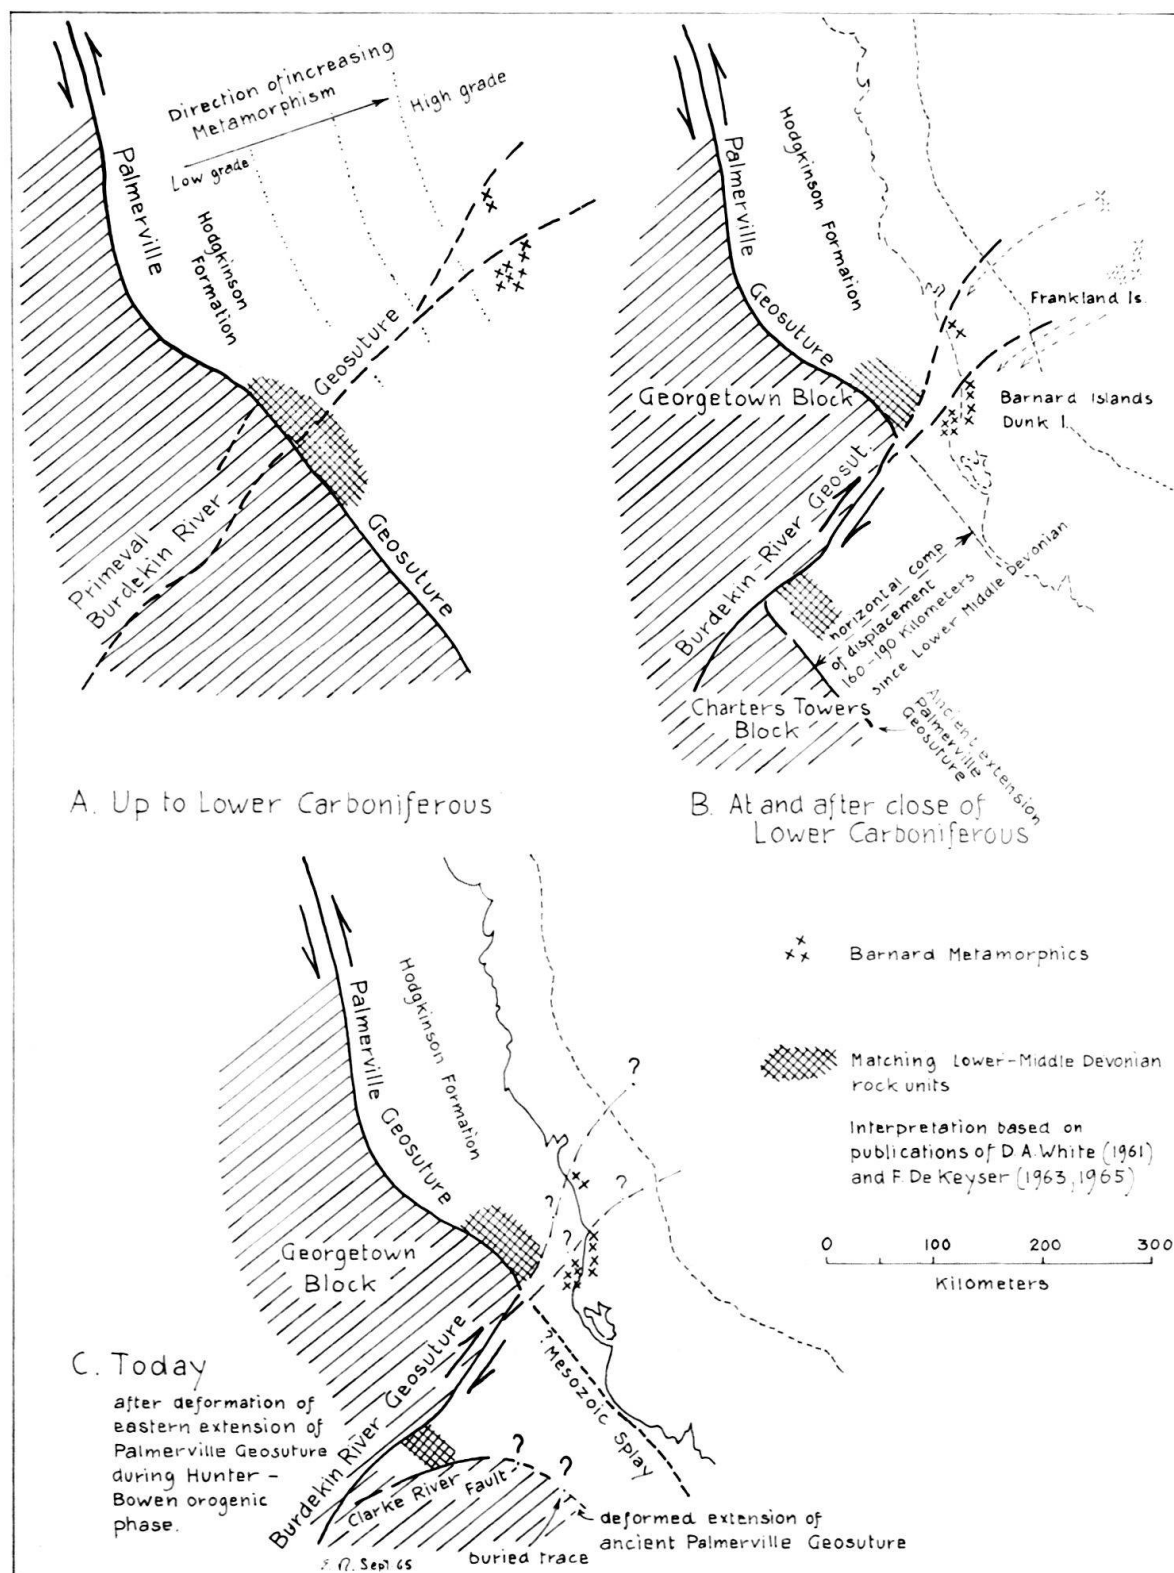 Direction of increasing
Metamorphism
High grade
Low grade
Palmerville
Hodgkinson
Formation
Geosuture
Geosuture
Primeval
Burdekin River
A. Up to Lower Carboniferous
Palmerville
Geosuture
Hodgkinson Formation
Frankland Is.
Georgetown Block
Barnard Islands
Dunk I.
Burdekin-River Geosut.
horizontal comp
of displacement
160-190 Kilometers
since Lower Middle Devonian
Charters Towers
Block
Ancient extension
Palmerville
Geosuture
B. At and after close of
Lower Carboniferous
Palmerville Geosuture
Hodgkinson Formation
?
?
?
?
Georgetown
Block
Burdekin River Geosuture
? Mesozoic Splay
Clarke River Fault
?
?
deformed extension of
ancient Palmerville Geosuture
buried trace
C. Today
after deformation of
eastern extension of
Palmerville Geosuture
during Hunter –
Bowen orogenic
phase.
Sept 65
Barnard Metamorphics
Matching Lower-Middle Devonian
rock units
Interpretation based on
publications of D.A. White (1961)
and F. De Keyser (1963, 1965)
0 100 200 300
Kilometers